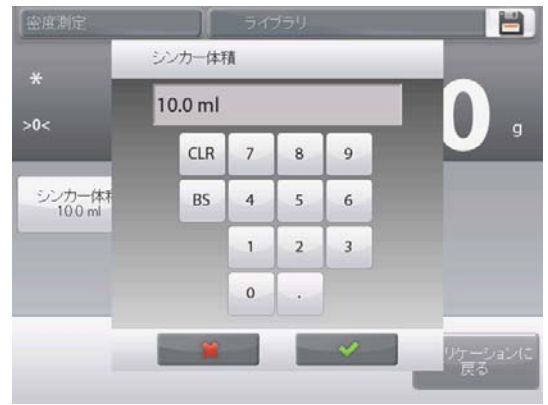 密度測定
ライブラリ
シンカー体積
*
>0<
10.0 ml
0 g
CLR 7 8 9
BS 4 5 6
1 2 3
0 .
シンカー体
10.0 ml
リケーションに
戻る